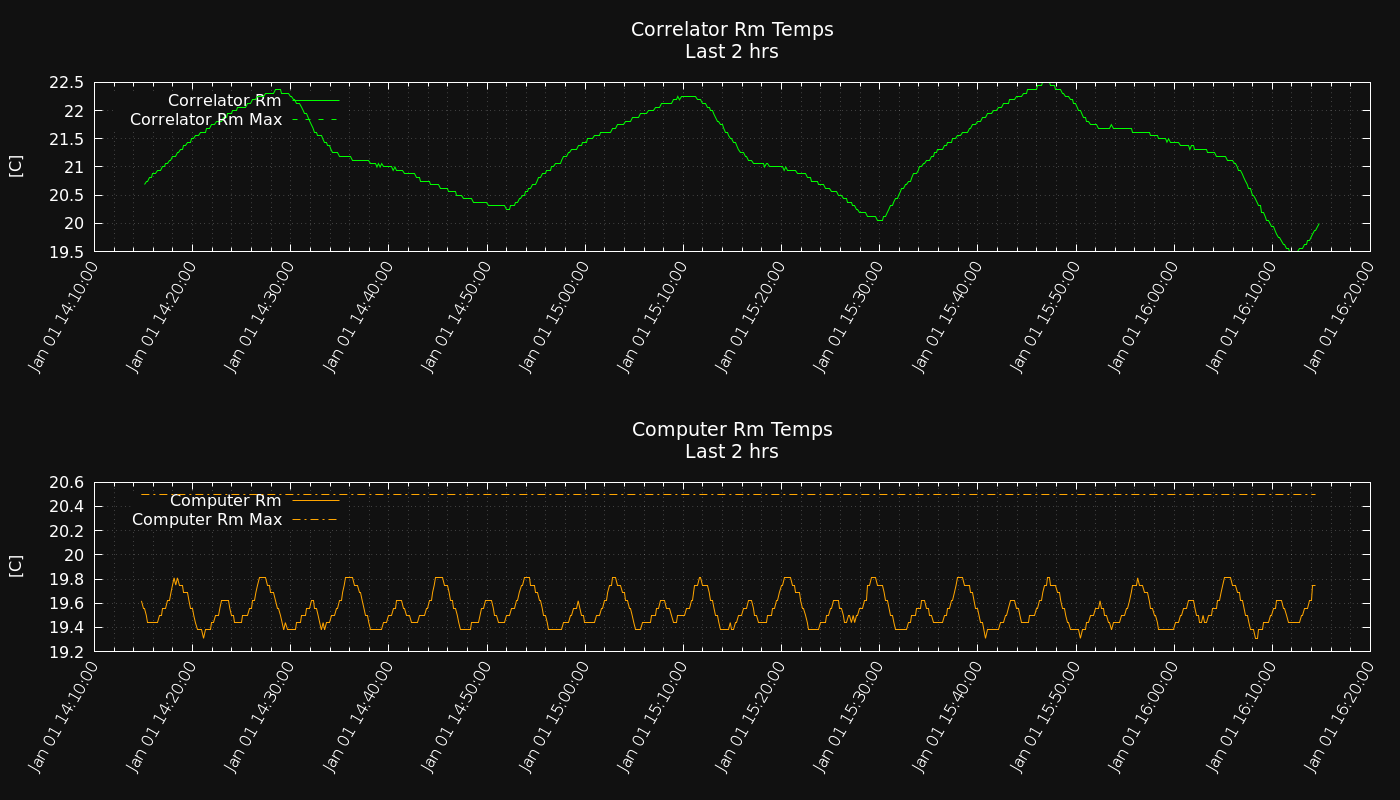 Correlator Rm Temps
Last 2 hrs
22.5
22
21.5
21
20.5
20
19.5
[C]
Correlator Rm
Correlator Rm Max
Jan 01 14:10:00
Jan 01 14:20:00
Jan 01 14:30:00
Jan 01 14:40:00
Jan 01 14:50:00
Jan 01 15:00:00
Jan 01 15:10:00
Jan 01 15:20:00
Jan 01 15:30:00
Jan 01 15:40:00
Jan 01 15:50:00
Jan 01 16:00:00
Jan 01 16:10:00
Jan 01 16:20:00
Computer Rm Temps
Last 2 hrs
20.6
20.4
20.2
20
19.8
19.6
19.4
19.2
[C]
Computer Rm
Computer Rm Max
Jan 01 14:10:00
Jan 01 14:20:00
Jan 01 14:30:00
Jan 01 14:40:00
Jan 01 14:50:00
Jan 01 15:00:00
Jan 01 15:10:00
Jan 01 15:20:00
Jan 01 15:30:00
Jan 01 15:40:00
Jan 01 15:50:00
Jan 01 16:00:00
Jan 01 16:10:00
Jan 01 16:20:00